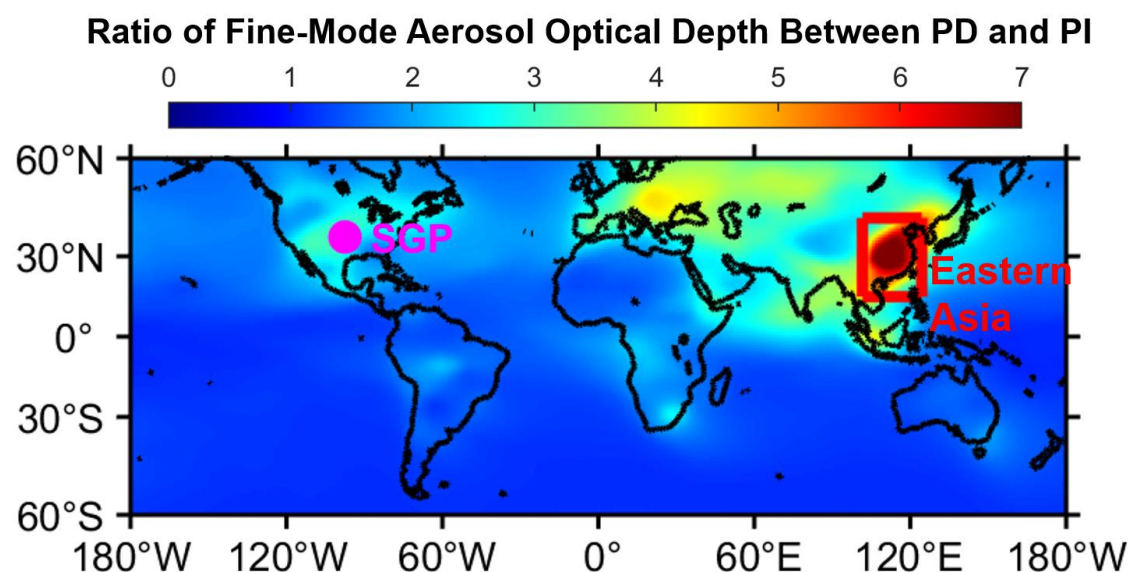 Ratio of Fine-Mode Aerosol Optical Depth Between PD and PI
0 1 2 3 4 5 6 7
60°N
30°N
0°
30°S
60°S
SGP
Eastern
Asia
180°W 120°W 60°W 0° 60°E 120°E 180°W